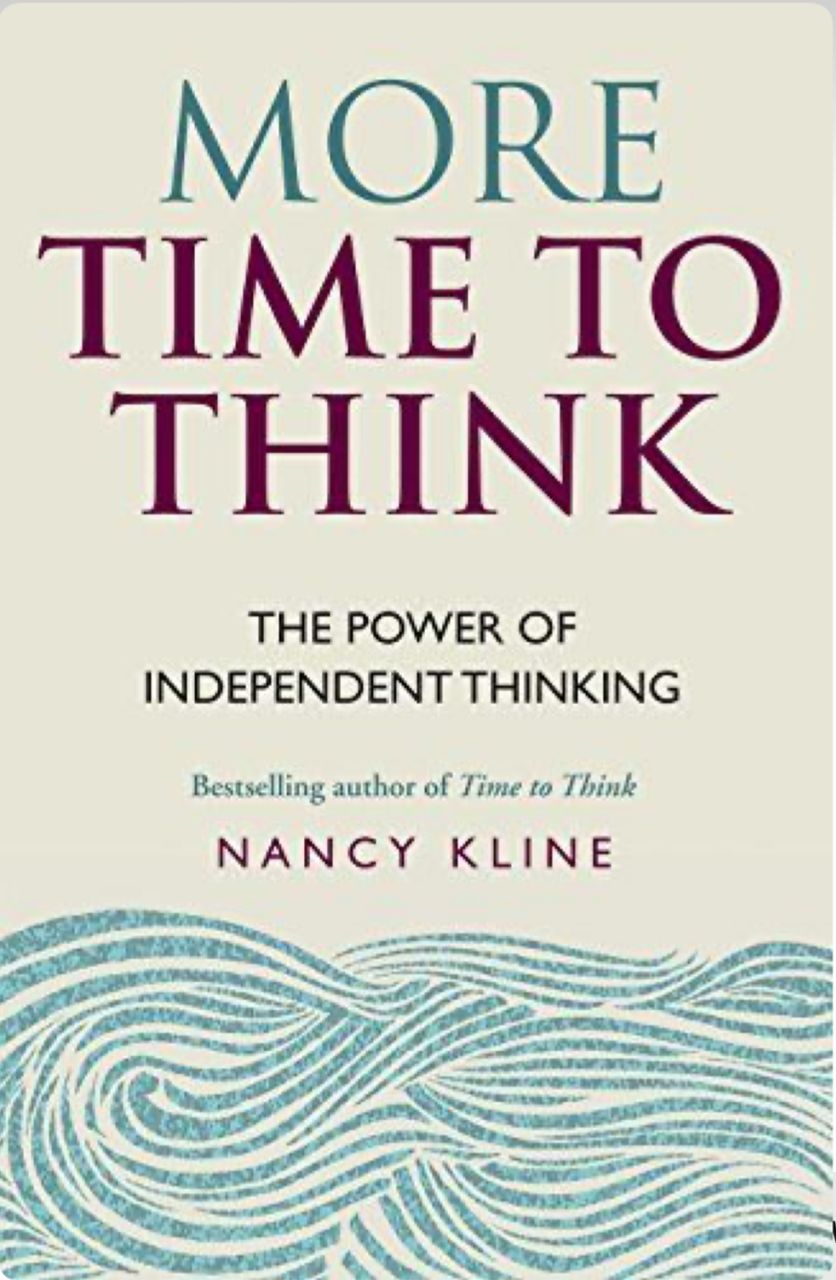 MORE
TIME TO
THINK
THE POWER OF
INDEPENDENT THINKING
Bestselling author of Time to Think
NANCY KLINE